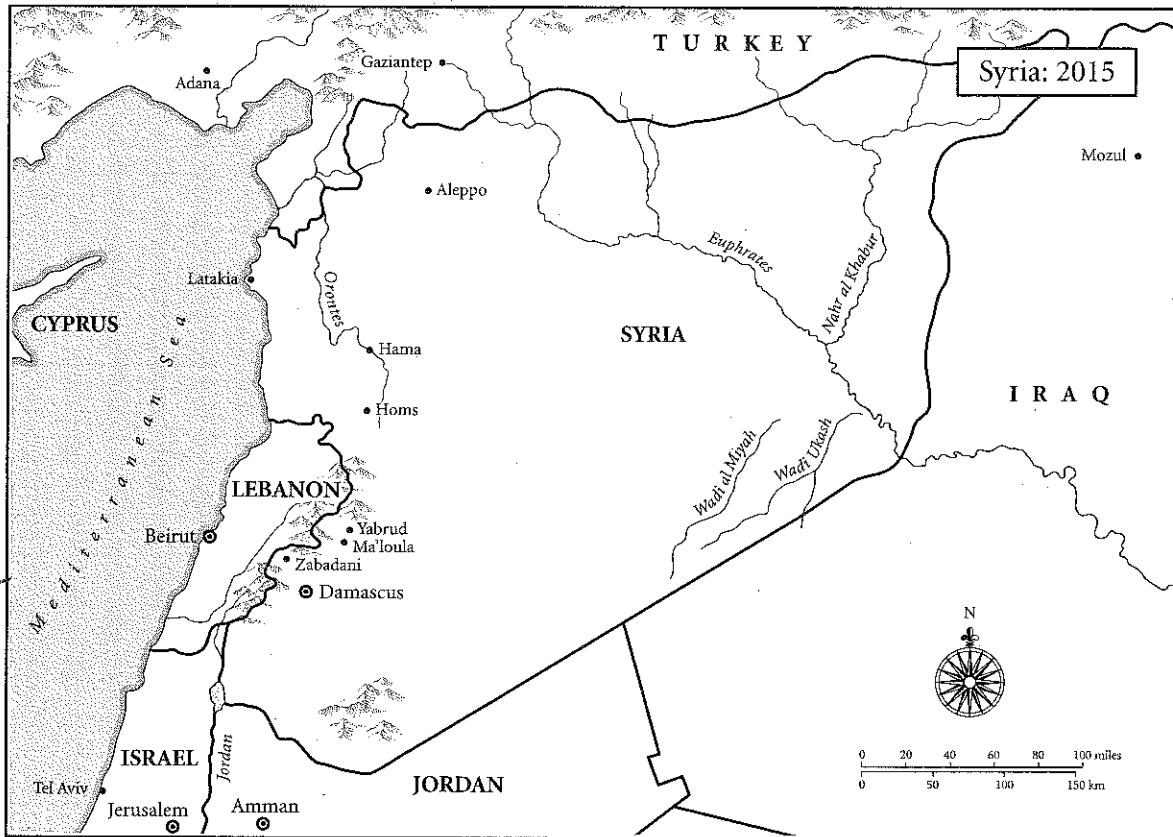 TURKEY
Syria: 2015
Gaziantep
Adana
Mozul
Aleppo
Euphrates
Nahr al Khabur
Latakia
Orontes
CYPRUS
SYRIA
Mediterranean Sea
Hama
IRAQ
Homs
Wadi al Miyah
Wadi Ukash
LEBANON
Beirut
Yabrud
Ma'loula
Zabadani
Damascus
N
ISRAEL
Jordan
JORDAN
Tel Aviv
Jerusalem
Amman
0 20 40 60 80 100 miles
0 50 100 150 km